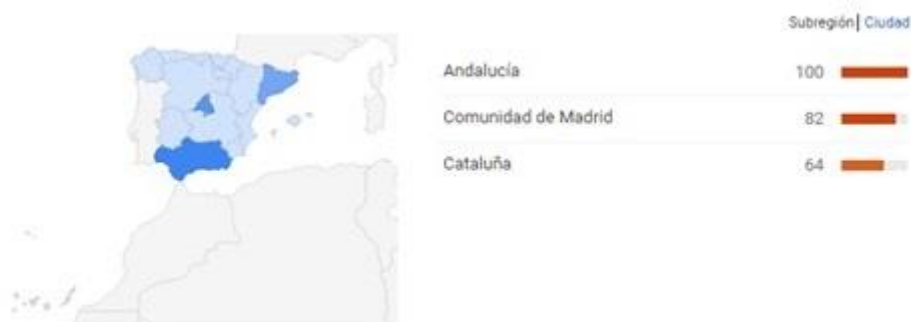 Subregión| Ciudad
Andalucía 100
Comunidad de Madrid 82
Cataluña 64